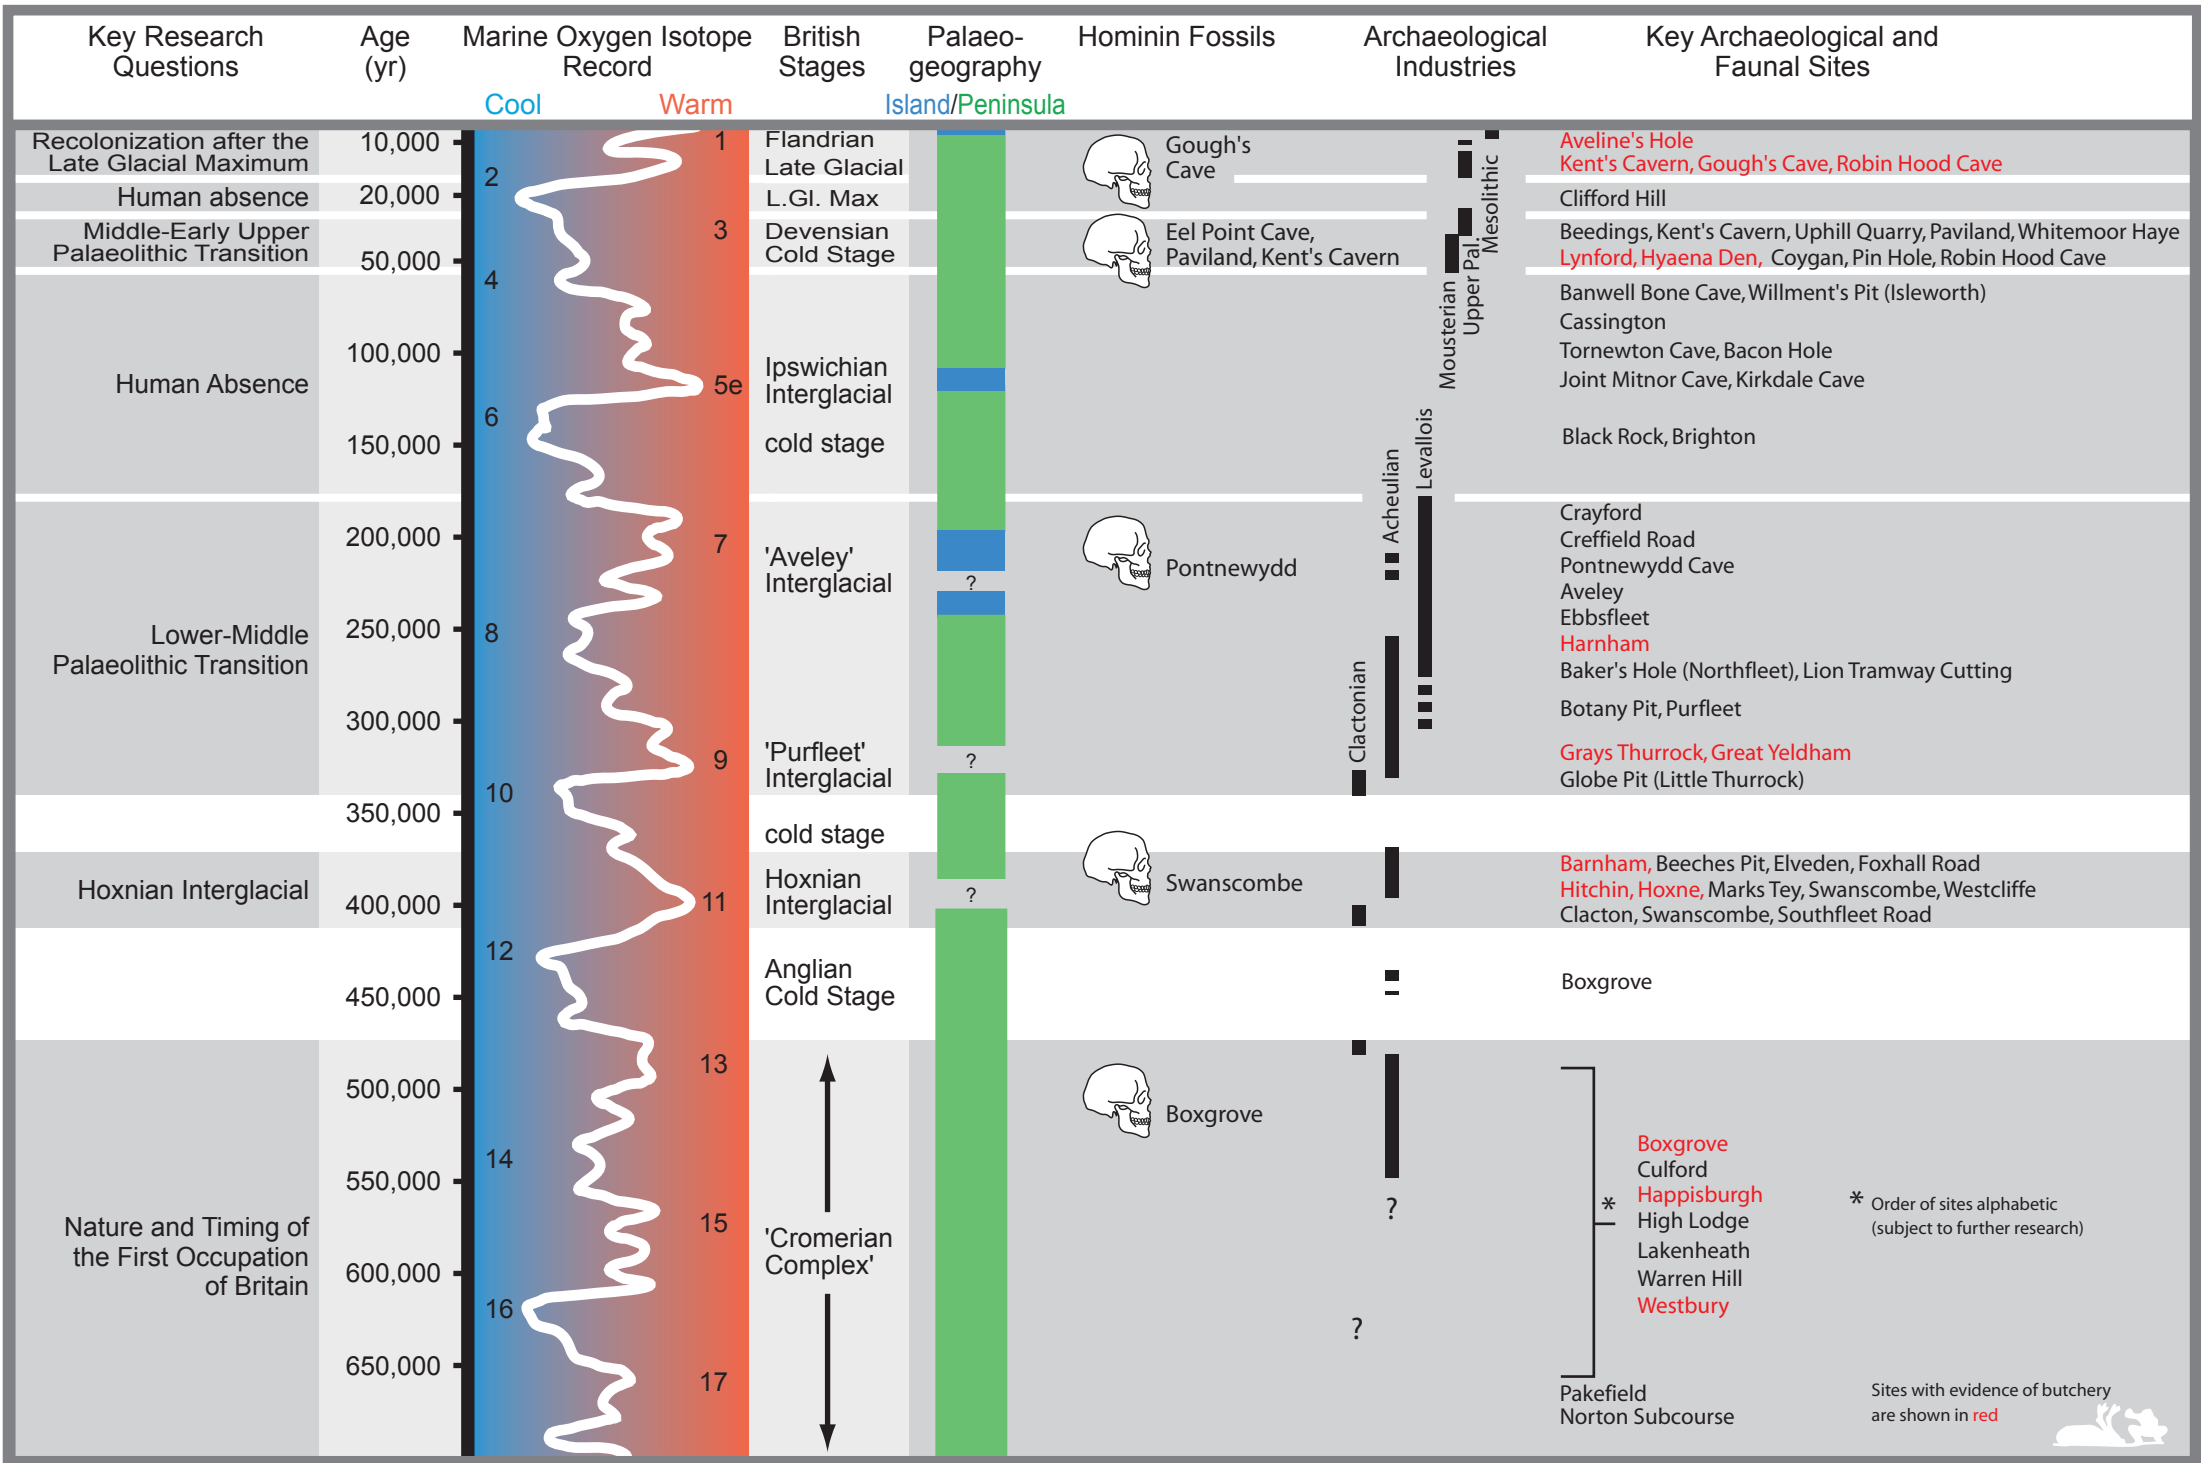 Key Research
Questions
Age
(yr)
Marine Oxygen Isotope
Record
Cool
Warm
British
Stages
Palaeo-
geography
Island/Peninsula
Hominin Fossils
Archaeological
Industries
Key Archaeological and
Faunal Sites
Recolonization after the
Late Glacial Maximum
Human absence
Middle-Early Upper
Palaeolithic Transition
Human Absence
Lower-Middle
Palaeolithic Transition
Hoxnian Interglacial
Nature and Timing of
the First Occupation
of Britain
10,000
20,000
50,000
100,000
150,000
200,000
250,000
300,000
350,000
400,000
450,000
500,000
550,000
600,000
650,000
1
2
3
4
5e
6
7
8
9
10
11
12
13
14
15
16
17
Flandrian
Late Glacial
L.Gl. Max
Devensian
Cold Stage
Ipswichian
Interglacial
cold stage
'Aveley'
Interglacial
'Purfleet'
Interglacial
cold stage
Hoxnian
Interglacial
Anglian
Cold Stage
'Cromerian
Complex'
?
?
?
Gough's
Cave
Eel Point Cave,
Paviland, Kent's Cavern
Pontnewydd
Swanscombe
Boxgrove
Clactonian
Acheulian
Levallois
Mousterian
Upper Pal.
Mesolithic
?
?
Aveline's Hole
Kent's Cavern, Gough's Cave, Robin Hood Cave
Clifford Hill
Beedings, Kent's Cavern, Uphill Quarry, Paviland, Whitemoor Haye
Lynford, Hyaena Den, Coygan, Pin Hole, Robin Hood Cave
Banwell Bone Cave, Willment's Pit (Isleworth)
Cassington
Tornewton Cave, Bacon Hole
Joint Mitnor Cave, Kirkdale Cave
Black Rock, Brighton
Crayford
Creffield Road
Pontnewydd Cave
Aveley
Ebbsfleet
Harnham
Baker's Hole (Northfleet), Lion Tramway Cutting
Botany Pit, Purfleet
Grays Thurrock, Great Yeldham
Globe Pit (Little Thurrock)
Barnham, Beeches Pit, Elveden, Foxhall Road
Hitchin, Hoxne, Marks Tey, Swanscombe, Westcliffe
Clacton, Swanscombe, Southfleet Road
Boxgrove
*
Boxgrove
Culford
Happisburgh
High Lodge
Lakenheath
Warren Hill
Westbury
* Order of sites alphabetic
(subject to further research)
Pakefield
Norton Subcourse
Sites with evidence of butchery
are shown in red